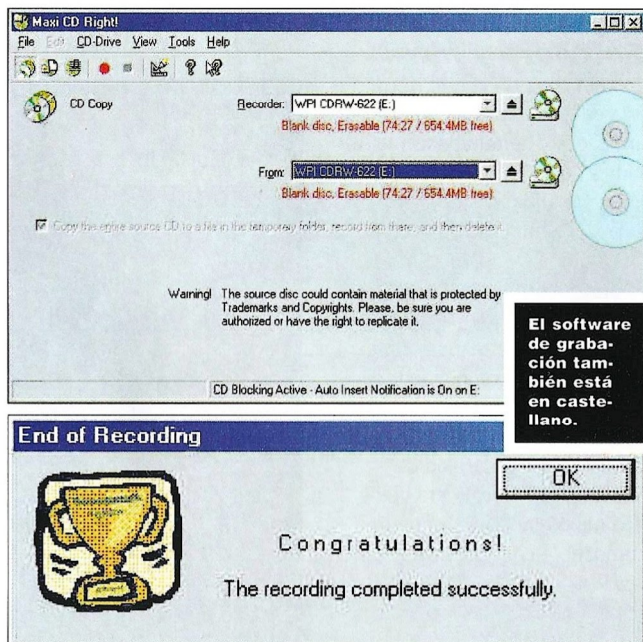 Maxi CD Right!
File Edit CD-Drive View Tools Help
CD Copy
Recorder: WPI CDRW-622 (E:)
Blank disc, Erasable (74:27 / 654.4MB free)
From: WPI CDRW-622 (E:)
Blank disc, Erasable (74:27 / 654.4MB free)
Copy the entire source CD to a file in the temporary folder, record from there, and then delete it.
Warning! The source disc could contain material that is protected by
Trademarks and Copyrights. Please, be sure you are
authorized or have the right to replicate it.
CD Blocking Active - Auto Insert Notification is On on E:
El software
de graba-
ción tam-
bién está
en caste-
llano.
End of Recording
OK
Congratulations!
The recording completed successfully.